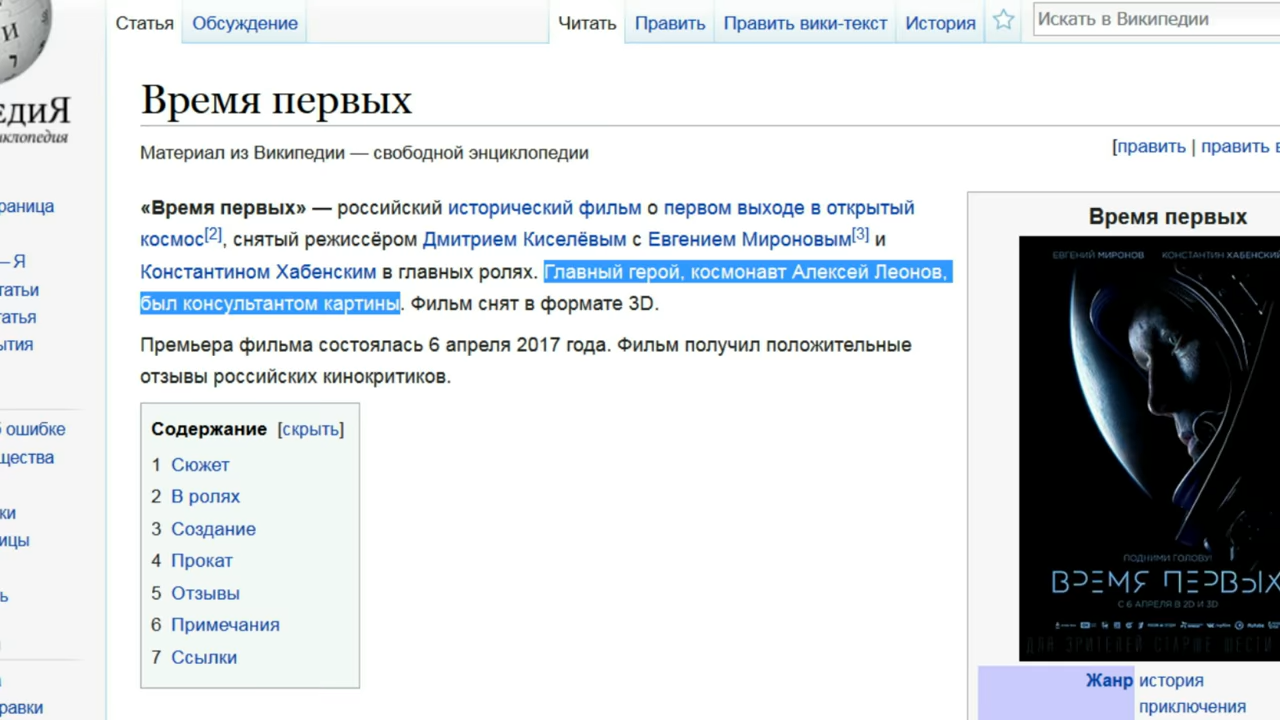 Статья Обсуждение Читать Править Править вики-текст История Искать в Википедии
Время первых
Материал из Википедии — свободной энциклопедии
[править | править
«Время первых» — российский исторический фильм о первом выходе в открытый
космос[2], снятый режиссёром Дмитрием Киселёвым с Евгением Мироновым[3] и
Константином Хабенским в главных ролях. Главный герой, космонавт Алексей Леонов,
был консультантом картины. Фильм снят в формате 3D.
Премьера фильма состоялась 6 апреля 2017 года. Фильм получил положительные
отзывы российских кинокритиков.
Содержание [скрыть]
1 Сюжет
2 В ролях
3 Создание
4 Прокат
5 Отзывы
6 Примечания
7 Ссылки
Время первых
ЕВГЕНИЙ МИРОНОВ КОНСТАНТИН ХАБЕНСКИЙ
ПОДНИМИ ГОЛОВУ!
ВРЕМЯ ПЕРВЫХ
С 6 АПРЕЛЯ В 2D И 3D
ДЛЯ ЗРИТЕЛЕЙ СТАРШЕ ШЕСТИ
Жанр история
приключения